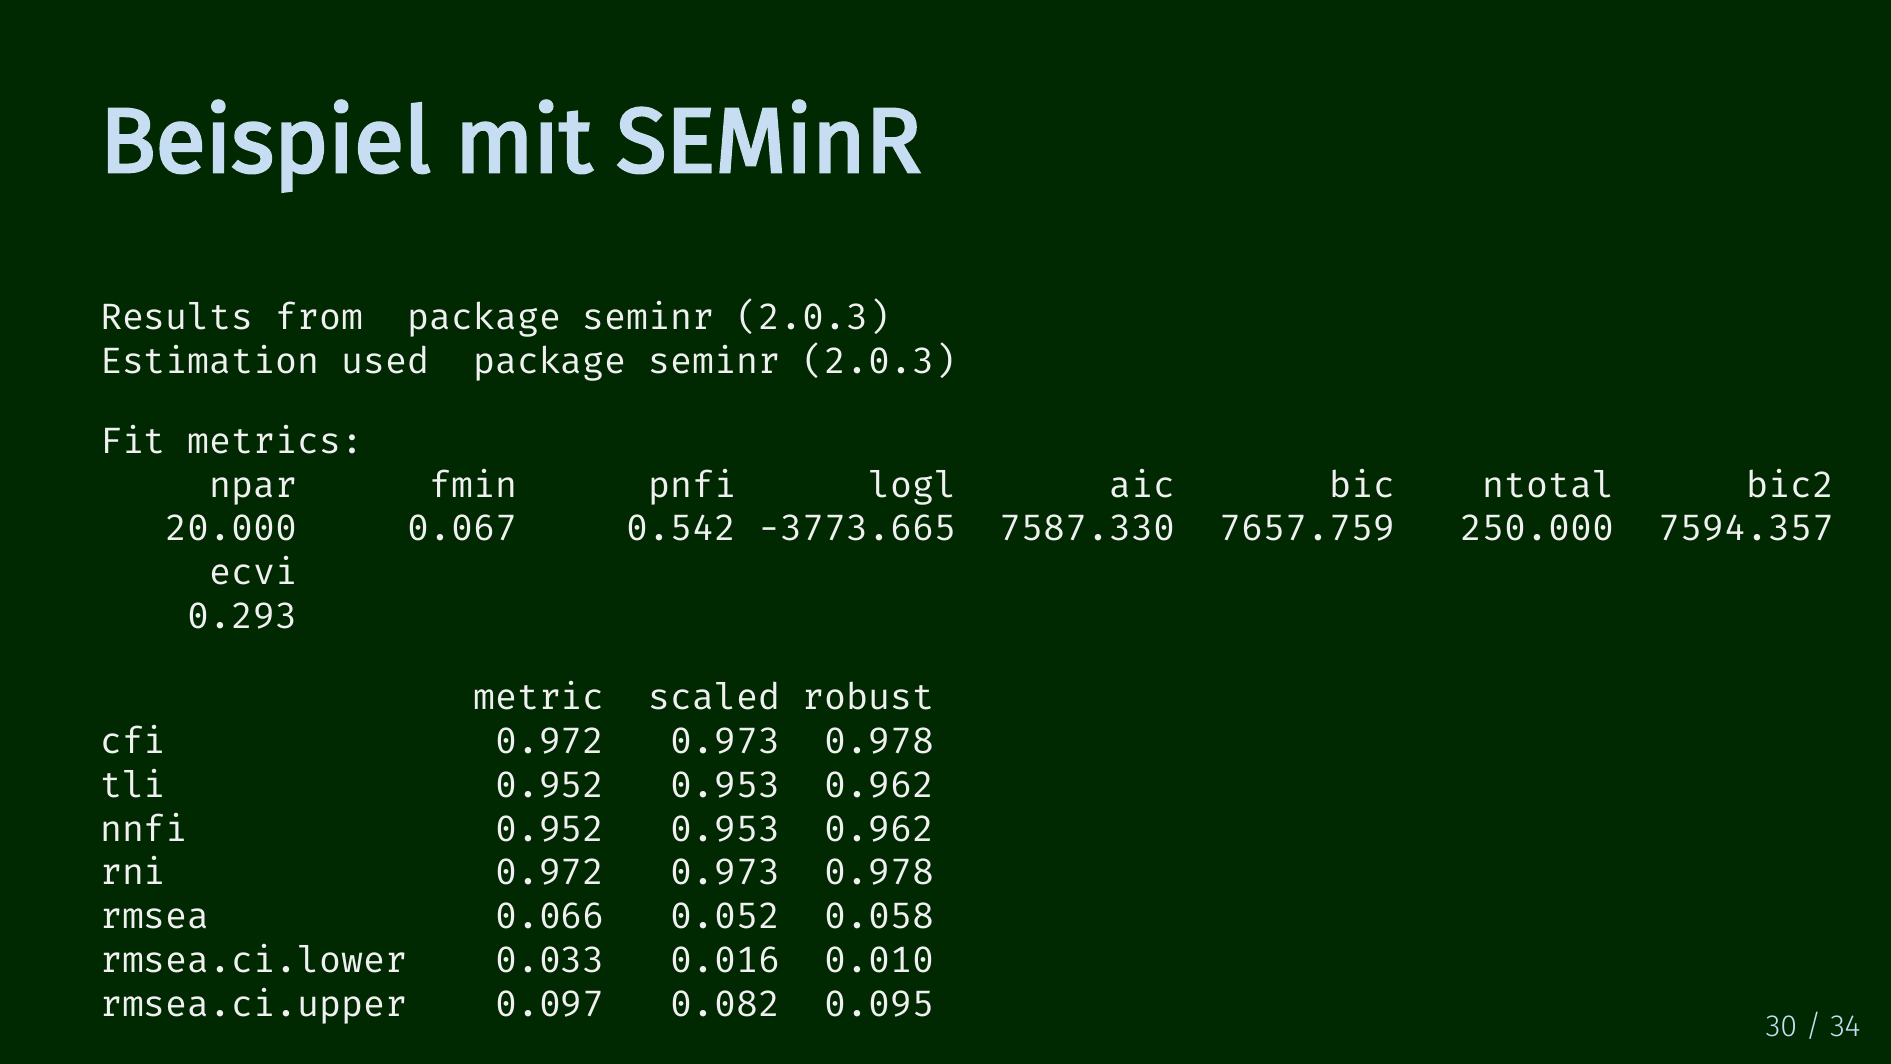 Beispiel mit SEMinR
Results from  package seminr (2.0.3)
Estimation used  package seminr (2.0.3)
Fit metrics:
     npar      fmin      pnfi      logl       aic       bic    ntotal      bic2
   20.000     0.067     0.542 -3773.665  7587.330  7657.759   250.000  7594.357
     ecvi
    0.293
                 metric  scaled robust
cfi               0.972   0.973  0.978
tli               0.952   0.953  0.962
nnfi              0.952   0.953  0.962
rni               0.972   0.973  0.978
rmsea             0.066   0.052  0.058
rmsea.ci.lower    0.033   0.016  0.010
rmsea.ci.upper    0.097   0.082  0.095
30 / 34